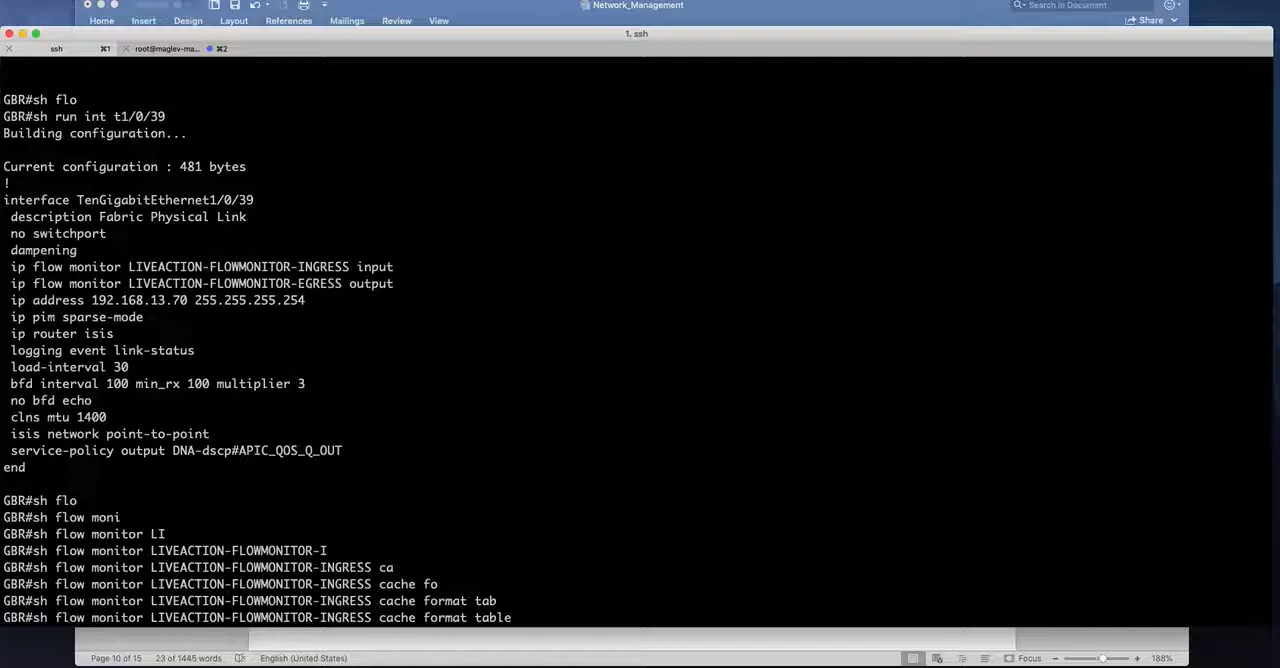 Network_Management
Search in Document
Home Insert Design Layout References Mailings Review View
Share
1. ssh
ssh ⌘1 root@maglev-ma... ⌘2
GBR#sh flo
GBR#sh run int t1/0/39
Building configuration...
Current configuration : 481 bytes
!
interface TenGigabitEthernet1/0/39
description Fabric Physical Link
no switchport
dampening
ip flow monitor LIVEACTION-FLOWMONITOR-INGRESS input
ip flow monitor LIVEACTION-FLOWMONITOR-EGRESS output
ip address 192.168.13.70 255.255.255.254
ip pim sparse-mode
ip router isis
logging event link-status
load-interval 30
bfd interval 100 min_rx 100 multiplier 3
no bfd echo
clns mtu 1400
isis network point-to-point
service-policy output DNA-dscp#APIC_QOS_Q_OUT
end
GBR#sh flo
GBR#sh flow moni
GBR#sh flow monitor LI
GBR#sh flow monitor LIVEACTION-FLOWMONITOR-I
GBR#sh flow monitor LIVEACTION-FLOWMONITOR-INGRESS ca
GBR#sh flow monitor LIVEACTION-FLOWMONITOR-INGRESS cache fo
GBR#sh flow monitor LIVEACTION-FLOWMONITOR-INGRESS cache format tab
GBR#sh flow monitor LIVEACTION-FLOWMONITOR-INGRESS cache format table
Page 10 of 15 23 of 1445 words English (United States) Focus 188%